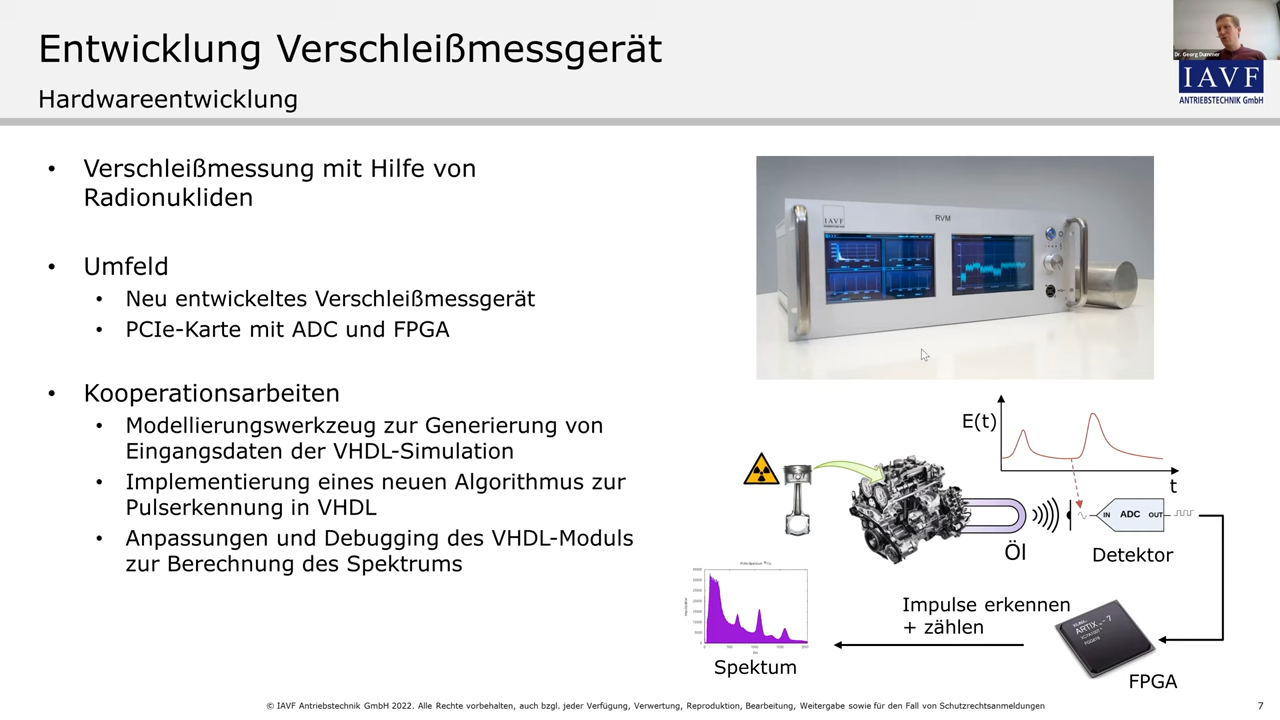 Entwicklung Verschleißmessgerät
Hardwareentwicklung
Dr. Georg Dummer
IAVF
ANTRIEBSTECHNIK GmbH
• Verschleißmessung mit Hilfe von
Radionukliden
• Umfeld
• Neu entwickeltes Verschleißmessgerät
• PCIe-Karte mit ADC und FPGA
• Kooperationsarbeiten
• Modellierungswerkzeug zur Generierung von
Eingangsdaten der VHDL-Simulation
• Implementierung eines neuen Algorithmus zur
Pulserkennung in VHDL
• Anpassungen und Debugging des VHDL-Moduls
zur Berechnung des Spektrums
IAVF
RVM
E(t)
t
IN ADC OUT
Öl
Detektor
Impulse erkennen
+ zählen
ARTIX-7
FPGA
Spektum
© IAVF Antriebstechnik GmbH 2022. Alle Rechte vorbehalten, auch bzgl. jeder Verfügung, Verwertung, Reproduktion, Bearbeitung, Weitergabe sowie für den Fall von Schutzrechtsanmeldungen
7